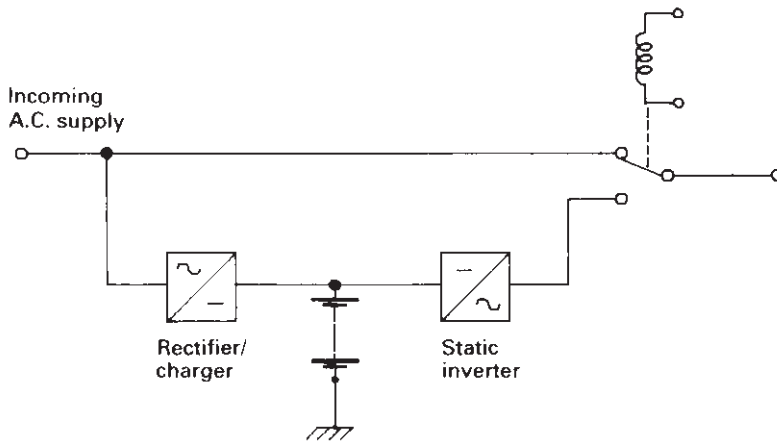 Incoming
A.C. supply
Rectifier/
charger
Static
inverter